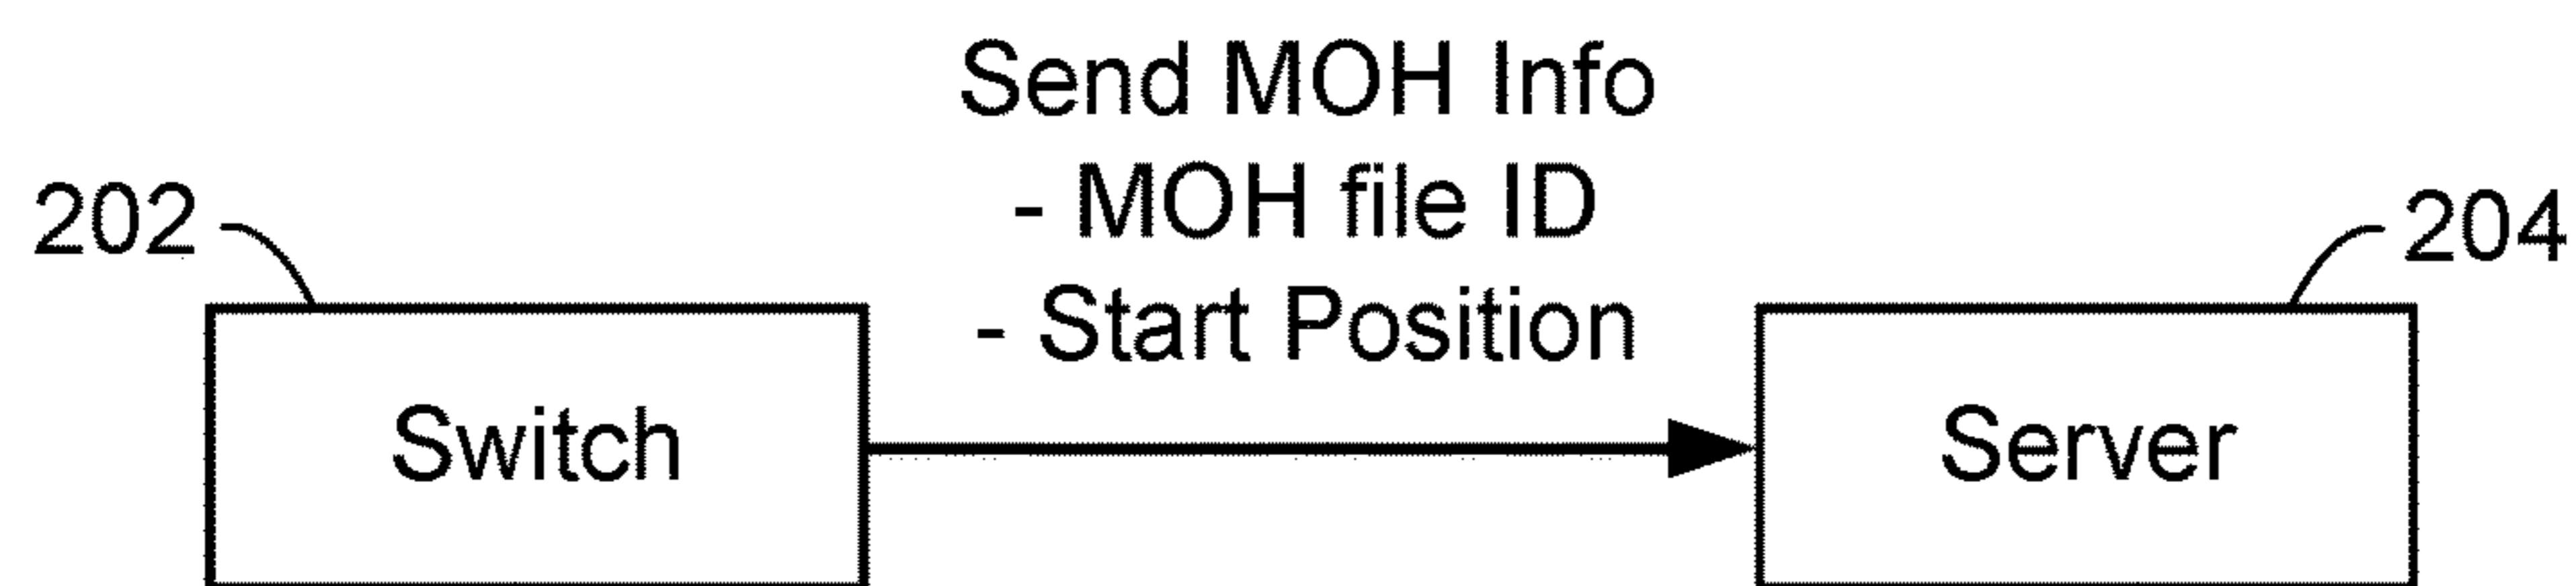 Send MOH Info
- MOH file ID
- Start Position
202
204
Switch
Server